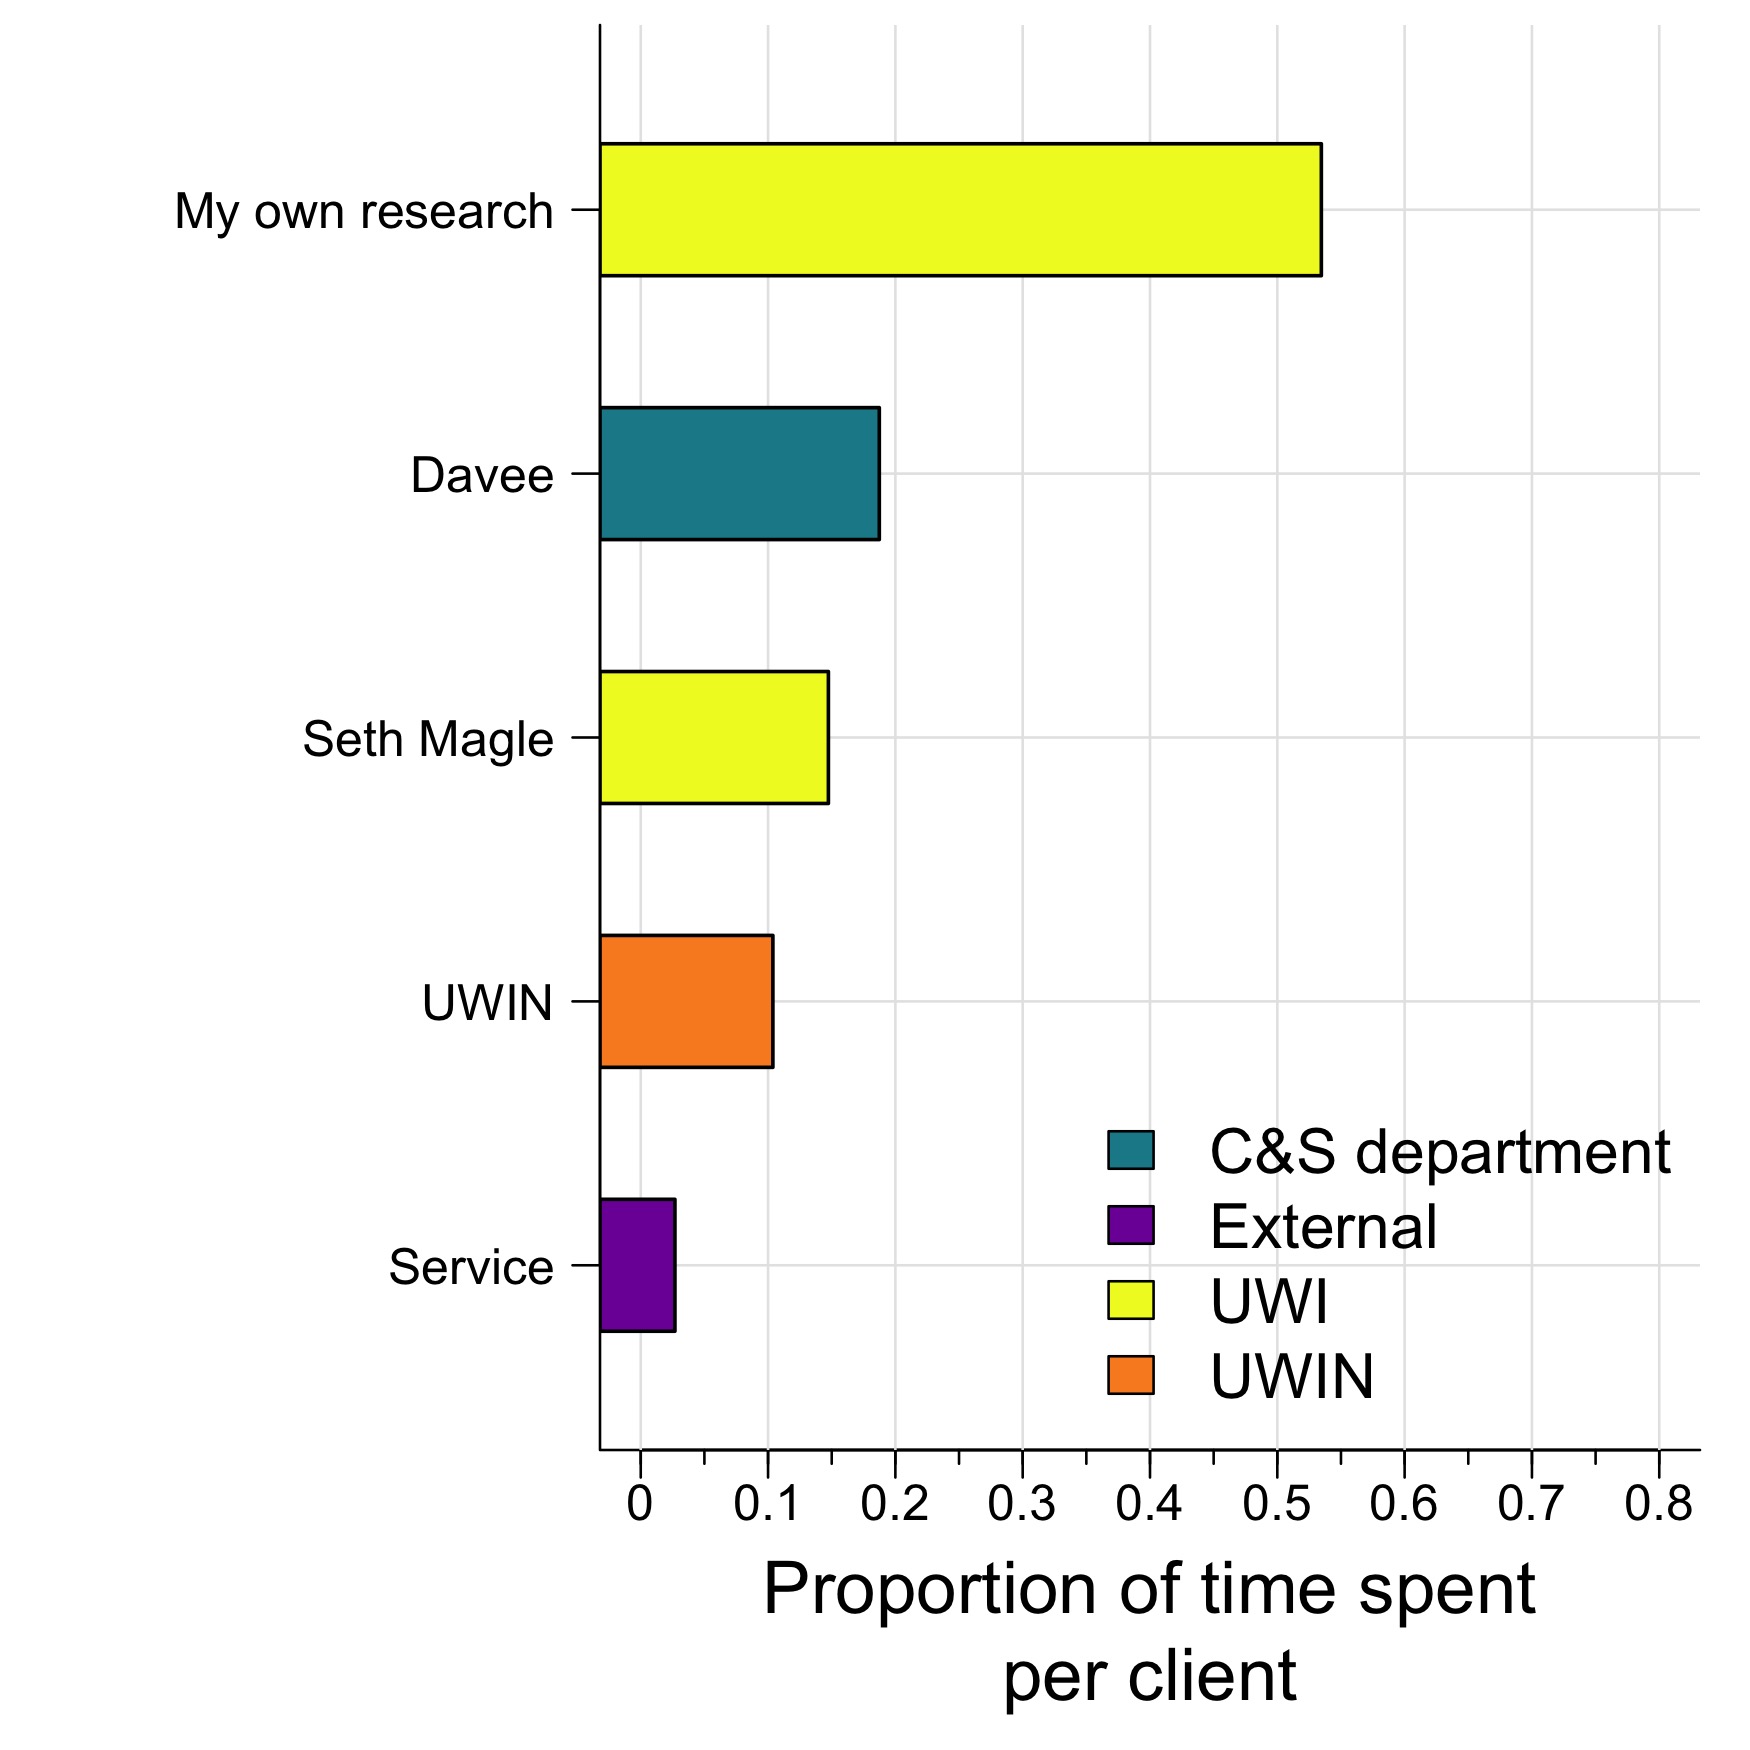 My own research
Davee
Seth Magle
UWIN
Service
C&S department
External
UWI
UWIN
0 0.1 0.2 0.3 0.4 0.5 0.6 0.7 0.8
Proportion of time spent
per client